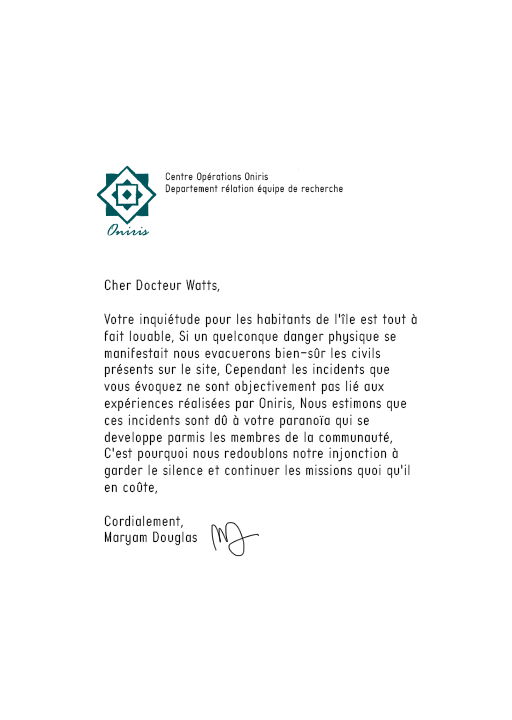 Centre Opérations Oniris
Departement rélation équipe de recherche
Oniris
Cher Docteur Watts,
Votre inquiétude pour les habitants de l'île est tout à
fait louable, Si un quelconque danger physique se
manifestait nous evacuerons bien-sûr les civils
présents sur le site, Cependant les incidents que
vous évoquez ne sont objectivement pas lié aux
expériences réalisées par Oniris, Nous estimons que
ces incidents sont dû à votre paranoïa qui se
developpe parmis les membres de la communauté,
C'est pourquoi nous redoublons notre injonction à
garder le silence et continuer les missions quoi qu'il
en coûte,
Cordialement,
Maryam Douglas